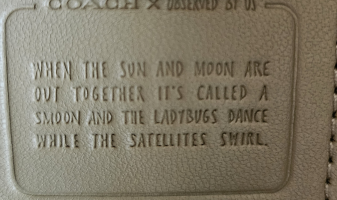 COACH × OBSERVED BY US
WHEN THE SUN AND MOON ARE
OUT TOGETHER IT'S CALLED A
SMOON AND THE LADYBUGS DANCE
WHILE THE SATELLITES SWIRL.